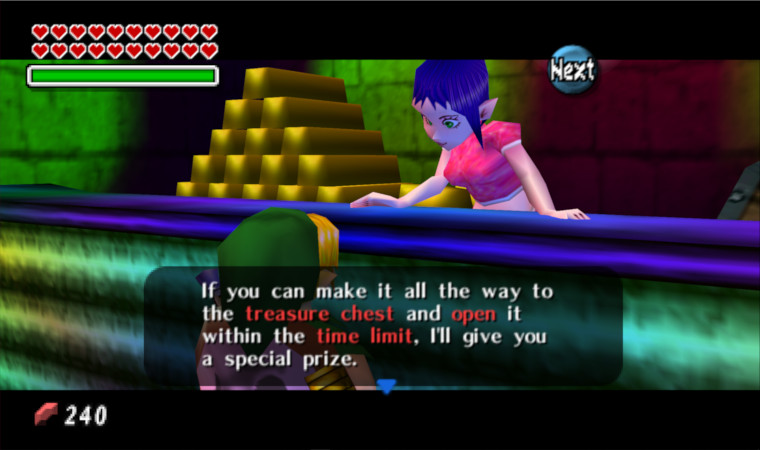 Next
If you can make it all the way to
the treasure chest and open it
within the time limit, I'll give you
a special prize.
240